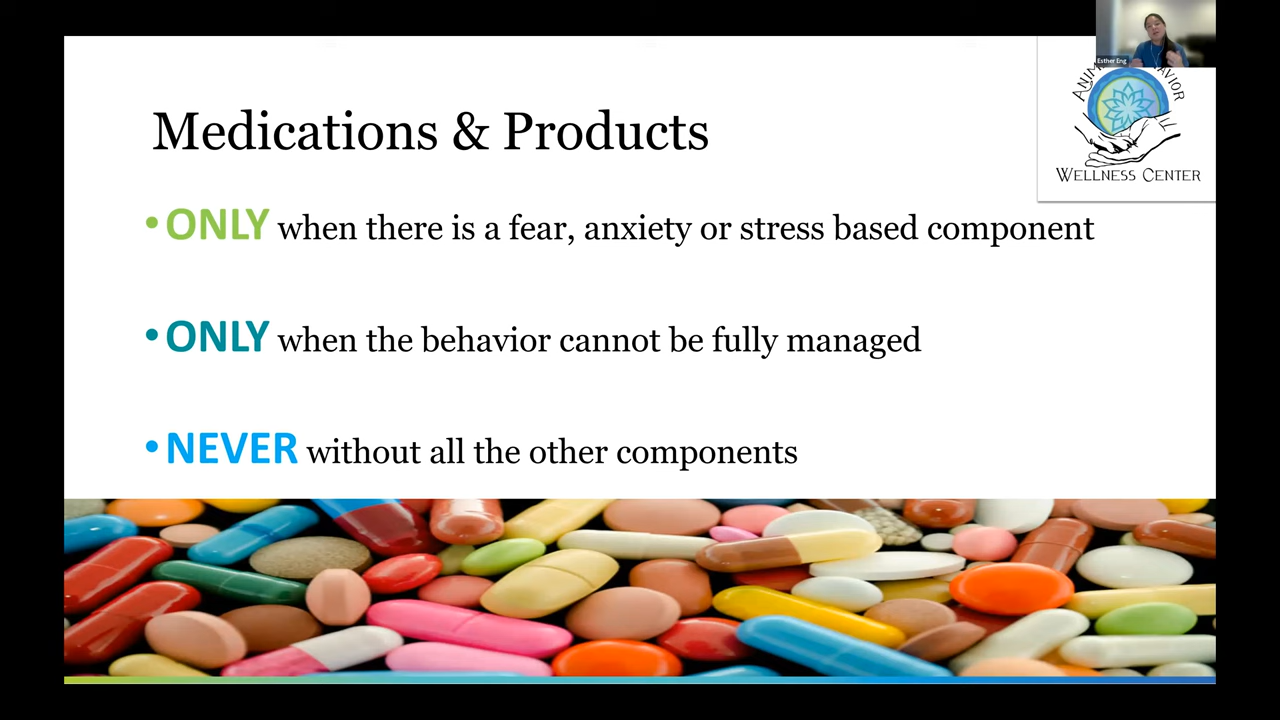 Esther Eng
Medications & Products
WELLNESS CENTER
• ONLY when there is a fear, anxiety or stress based component
• ONLY when the behavior cannot be fully managed
• NEVER without all the other components